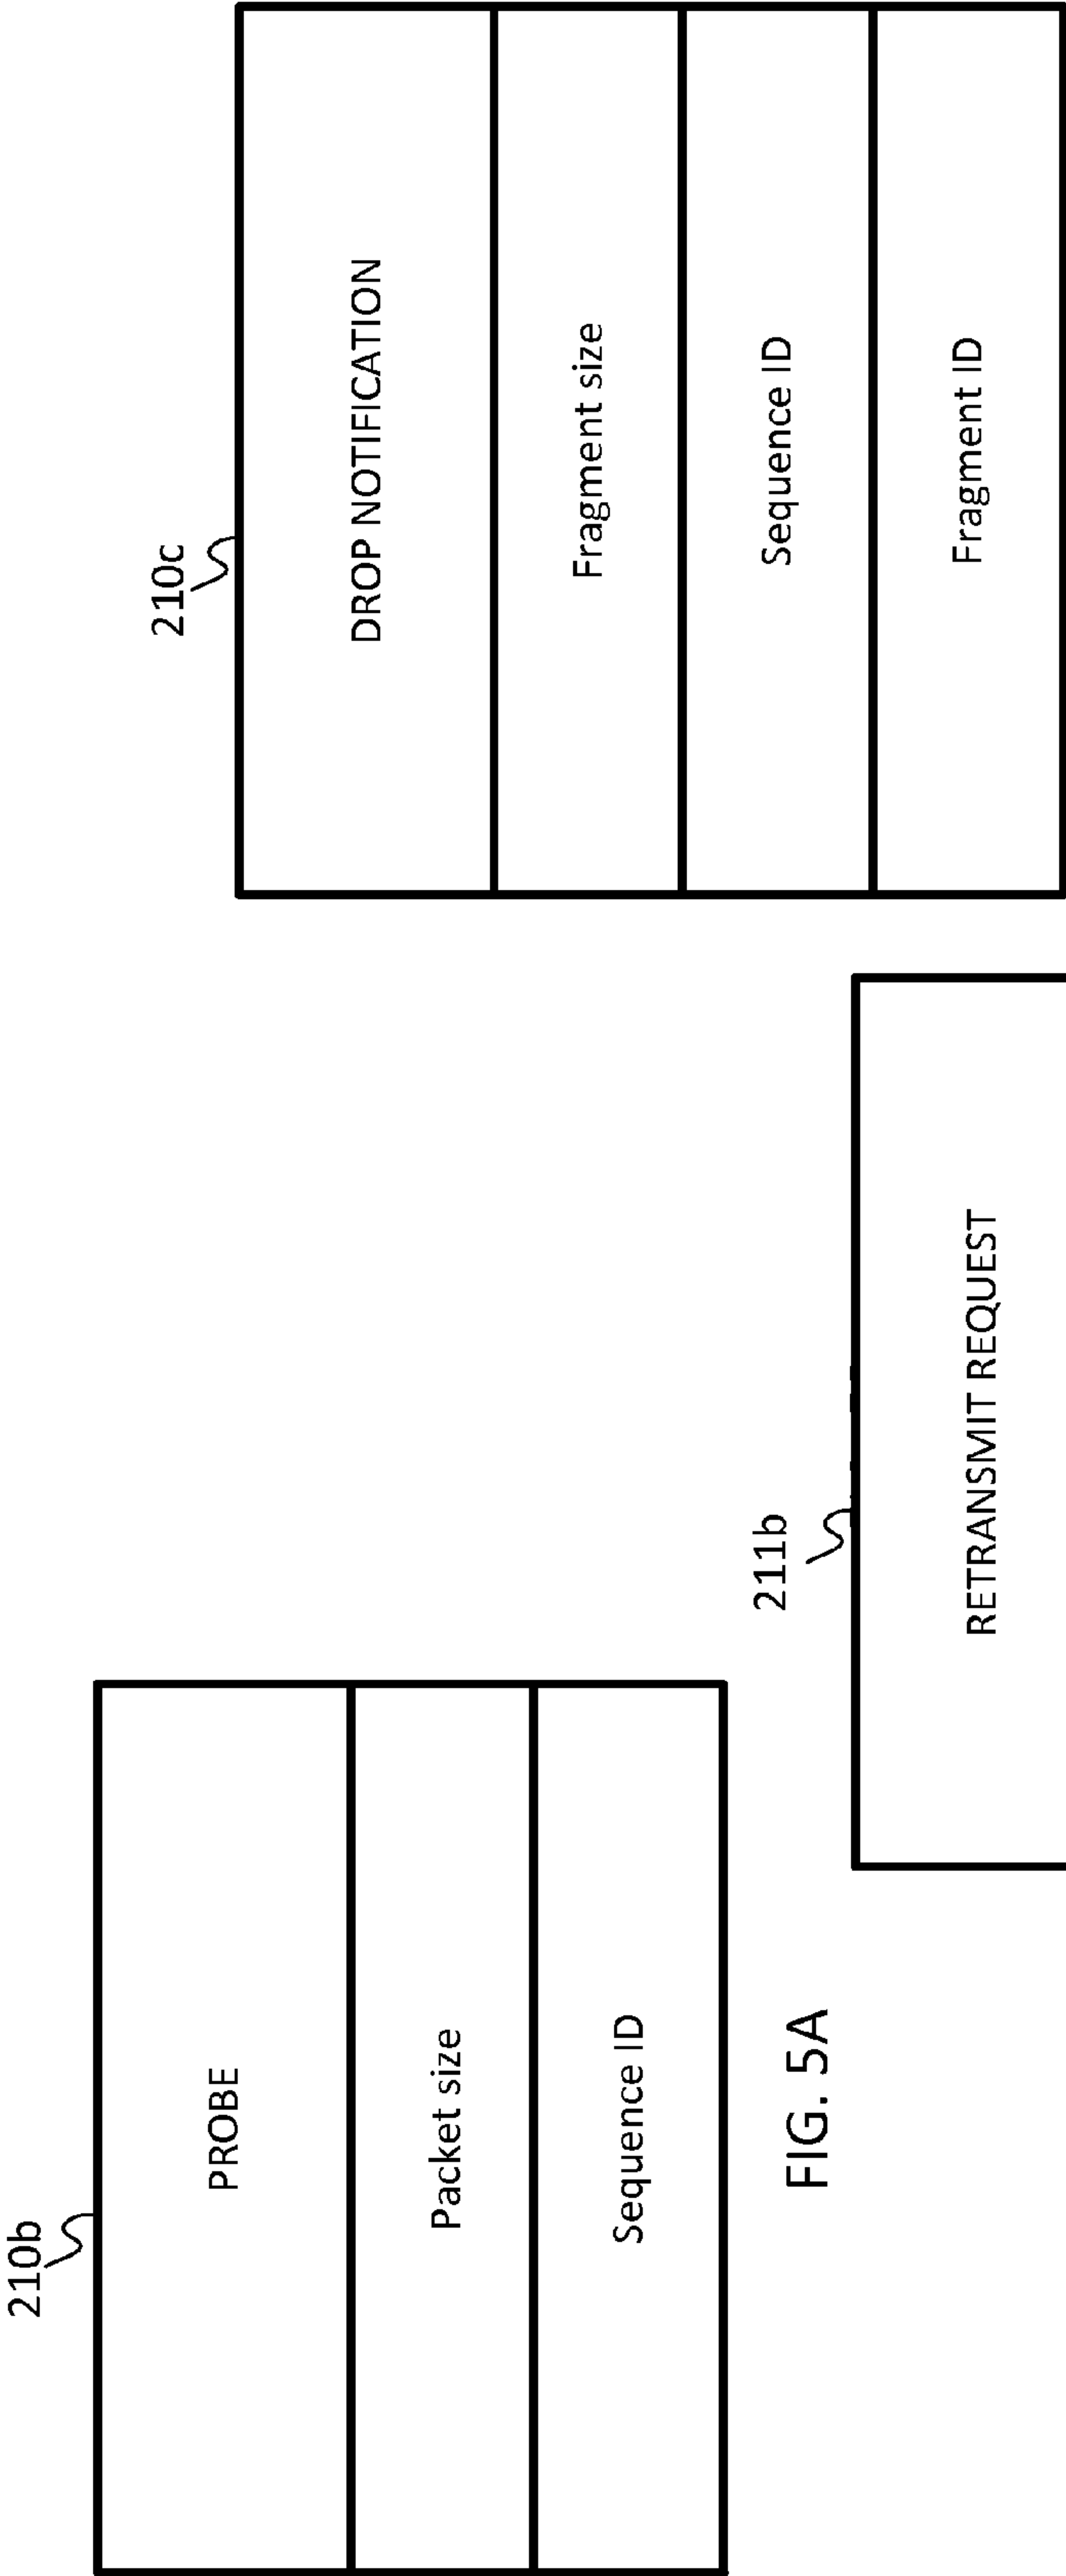 210b
PROBE
Packet size
Sequence ID
FIG. 5A
211b
RETRANSMIT REQUEST
210c
DROP NOTIFICATION
Fragment size
Sequence ID
Fragment ID